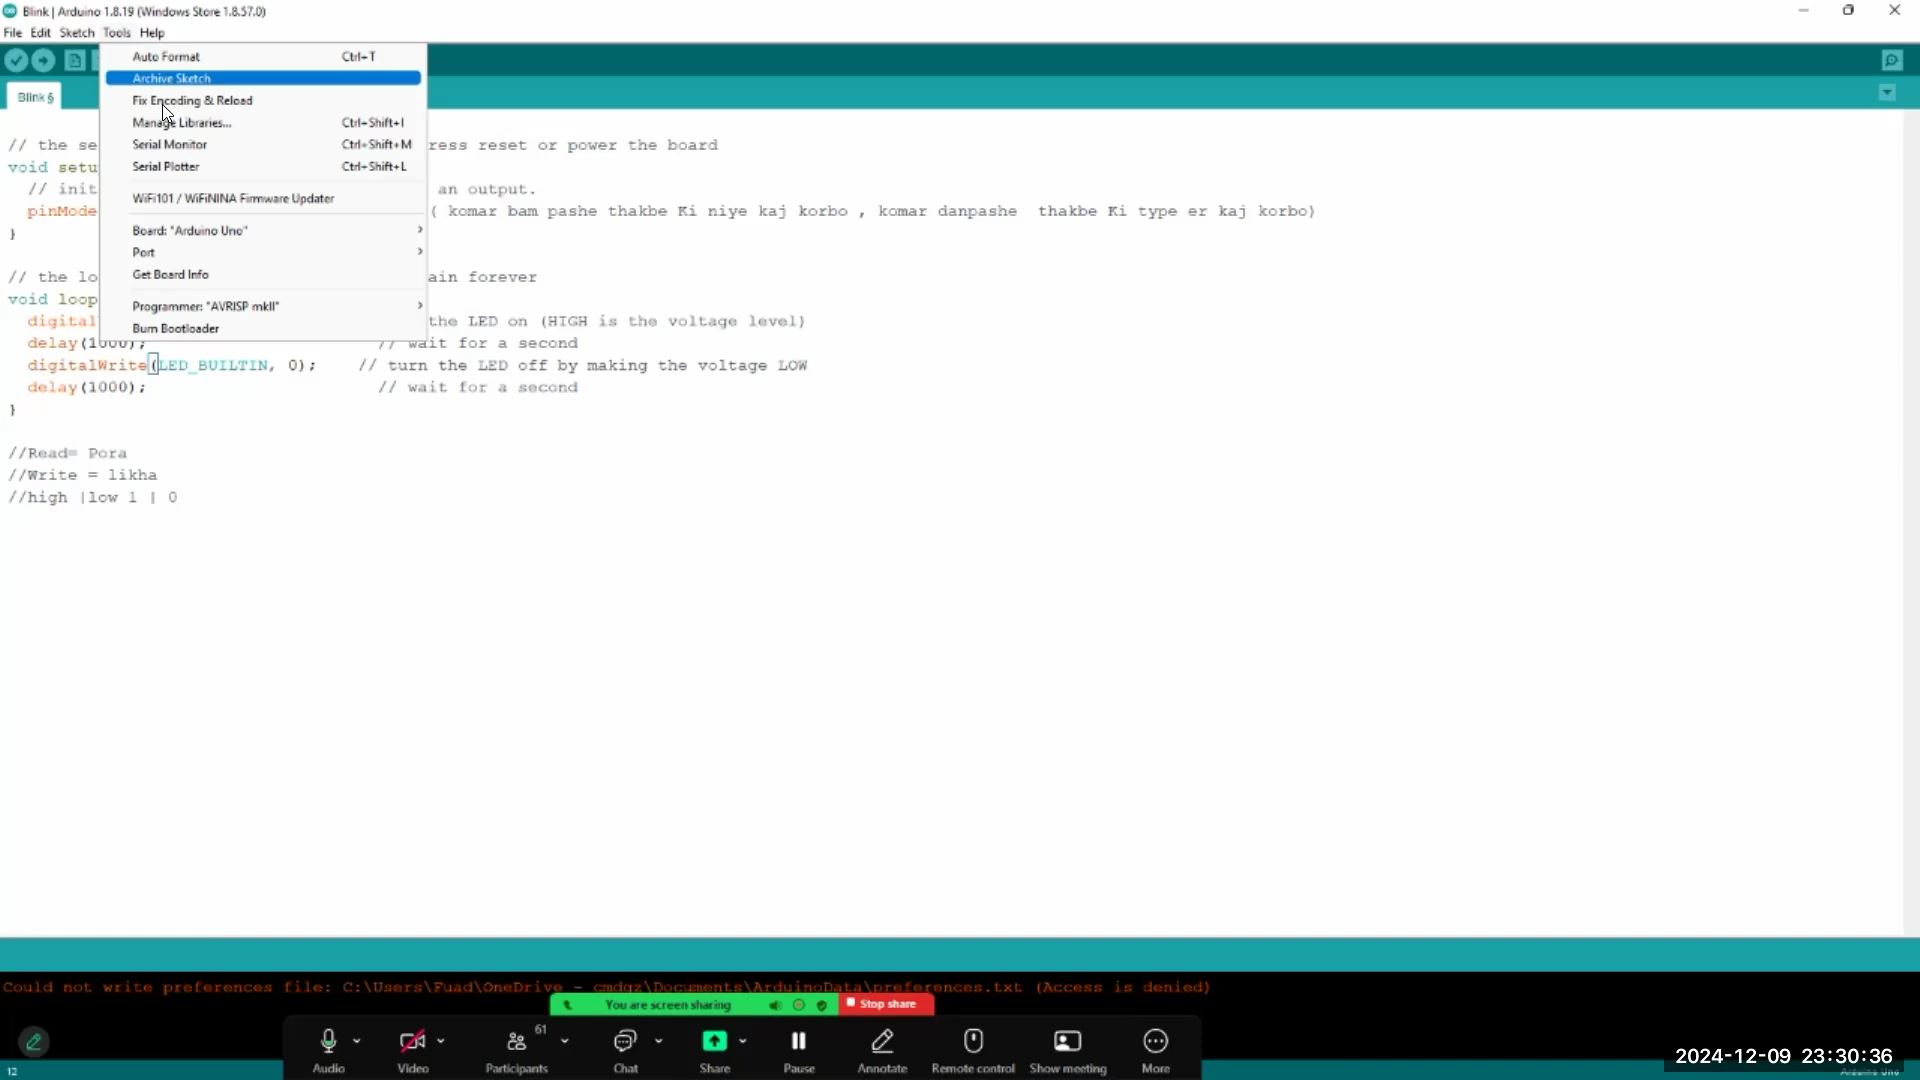 Blink | Arduino 1.8.19 (Windows Store 1.8.57.0)
File Edit Sketch Tools Help
Auto Format Ctrl+T
Archive Sketch
Blink §
Fix Encoding & Reload
Manage Libraries... Ctrl+Shift+I
Serial Monitor Ctrl+Shift+M
Serial Plotter Ctrl+Shift+L
WiFi101 / WiFiNINA Firmware Updater
Board: "Arduino Uno"
Port
Get Board Info
Programmer: "AVRISP mkII"
Burn Bootloader
// the se ress reset or power the board
void setu
// init an output.
pinMode ( komar bam pashe thakbe Ki niye kaj korbo , komar danpashe thakbe Ki type er kaj korbo)
}
// the lo ain forever
void loop
digital the LED on (HIGH is the voltage level)
delay(1000); // wait for a second
digitalWrite(LED_BUILTIN, 0); // turn the LED off by making the voltage LOW
delay(1000); // wait for a second
}
//Read= Pora
//Write = likha
//high |low 1 | 0
Could not write preferences file: C:\Users\Fuad\OneDrive - cmdgz\Documents\ArduinoData\preferences.txt (Access is denied)
You are screen sharing Stop share
61
Audio Video Participants Chat Share Pause Annotate Remote control Show meeting More
2024-12-09 23:30:36
12
Arduino Uno